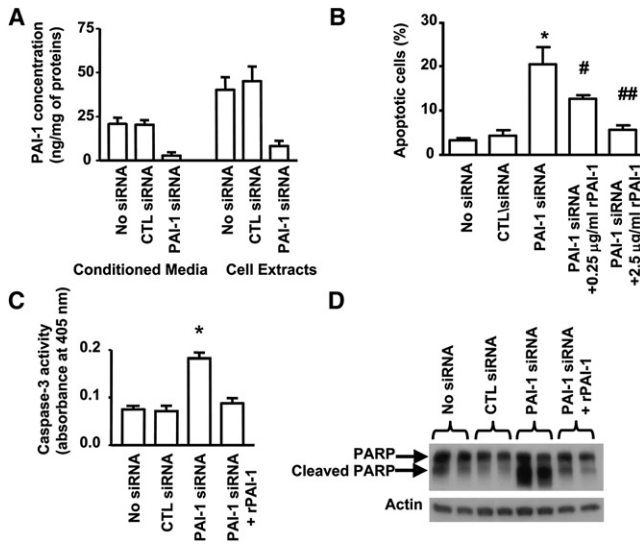 A
PAI-1 concentration
(ng/mg of proteins)
75
50
25
0
No siRNA
CTL siRNA
PAI-1 siRNA
No siRNA
CTL siRNA
PAI-1 siRNA
Conditioned Media
Cell Extracts
B
Apoptotic cells (%)
30
20
10
0
*
#
##
No siRNA
CTL\siRNA
PAI-1 siRNA
PAI-1 siRNA
+0.25 µg/ml rPAI-1
PAI-1 siRNA
+2.5 µg/ml rPAI-1
C
Caspase-3 activity
(absorbance at 405 nm)
0.2
0.1
0.0
*
No siRNA
CTL siRNA
PAI-1 siRNA
PAI-1 siRNA
+ rPAI-1
D
No siRNA
CTL siRNA
PAI-1 siRNA
PAI-1 siRNA
+ rPAI-1
PARP
Cleaved PARP
Actin